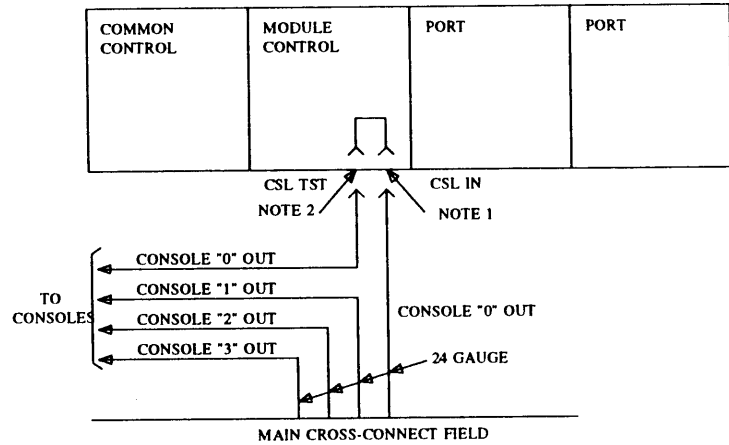 COMMON
CONTROL
MODULE
CONTROL
PORT
PORT
CSL TST
CSL IN
NOTE 2
NOTE 1
CONSOLE "0" OUT
CONSOLE "1" OUT
TO
CONSOLES
CONSOLE "0" OUT
CONSOLE "2" OUT
CONSOLE "3" OUT
24 GAUGE
MAIN CROSS-CONNECT FIELD